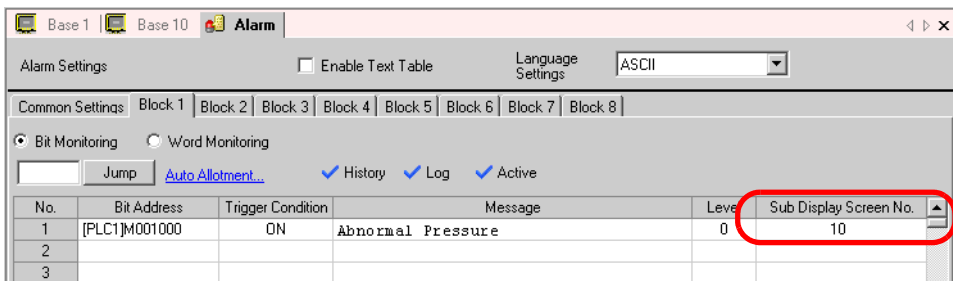 Base 1 Base 10 Alarm
Alarm Settings Enable Text Table Language Settings ASCII
Common Settings Block 1 Block 2 Block 3 Block 4 Block 5 Block 6 Block 7 Block 8
Bit Monitoring Word Monitoring
Jump Auto Allotment... History Log Active
No. Bit Address Trigger Condition Message Level Sub Display Screen No.
1 [PLC1]M001000 ON Abnormal Pressure 0 10
2
3